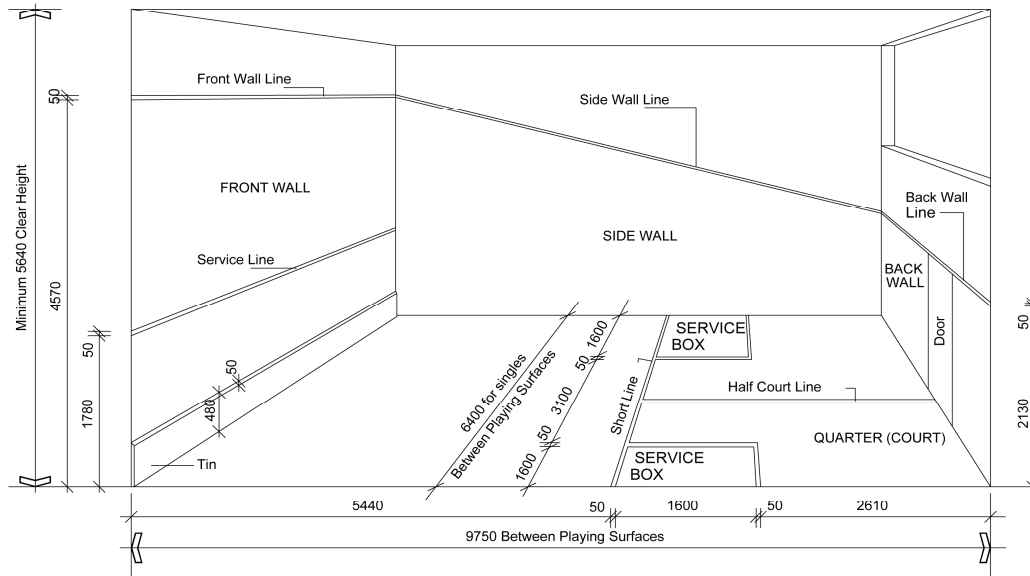 Front Wall Line
50
Side Wall Line
FRONT WALL
Minimum 5640 Clear Height
Back Wall
Line
SIDE WALL
Service Line
BACK
WALL
4570
50
50
SERVICE
BOX
Door
50
1600
50
6400 for singles
Between Playing Surfaces
3100
Short Line
Half Court Line
480
1780
2130
50
QUARTER (COURT)
Tin
1600
SERVICE
BOX
5440
50
1600
50
2610
9750 Between Playing Surfaces